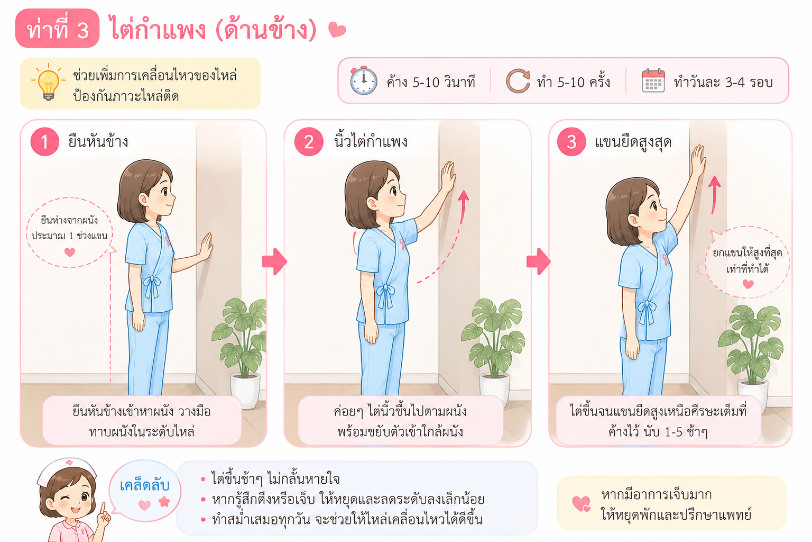 ท่าที่ 3 ไต่กำแพง (ด้านข้าง)
ช่วยเพิ่มการเคลื่อนไหวของไหล่
ป้องกันภาวะไหล่ติด
ค้าง 5-10 วินาที
ทำ 5-10 ครั้ง
ทำวันละ 3-4 รอบ
1 ยืนหันข้าง
ยืนห่างจากผนัง
ประมาณ 1 ช่วงแขน
ยืนหันข้างเข้าหาผนัง วางมือ
ทาบผนังในระดับไหล่
2 นิ้วไต่กำแพง
ค่อยๆ ไต่นิ้วขึ้นไปตามผนัง
พร้อมขยับตัวเข้าใกล้ผนัง
3 แขนยืดสูงสุด
ยกแขนให้สูงที่สุด
เท่าที่ทำได้
ไต่ขึ้นจนแขนยืดสูงเหนือศีรษะเต็มที่
ค้างไว้ นับ 1-5 ช้าๆ
เคล็ดลับ
• ไต่ขึ้นช้าๆ ไม่กลั้นหายใจ
• หากรู้สึกตึงหรือเจ็บ ให้หยุดและลดระดับลงเล็กน้อย
• ทำสม่ำเสมอทุกวัน จะช่วยให้ไหล่เคลื่อนไหวได้ดีขึ้น
หากมีอาการเจ็บมาก
ให้หยุดพักและปรึกษาแพทย์